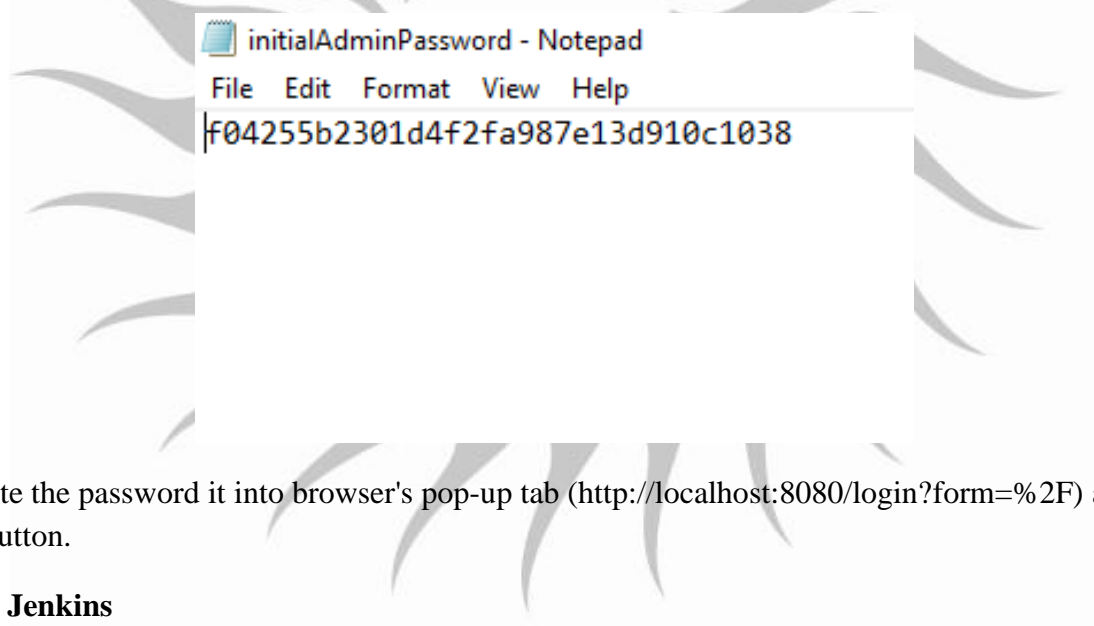 initialAdminPassword - Notepad
File Edit Format View Help
f04255b2301d4f2fa987e13d910c1038
te the password it into browser's pop-up tab (http://localhost:8080/login?form=%2F)
utton.
Jenkins